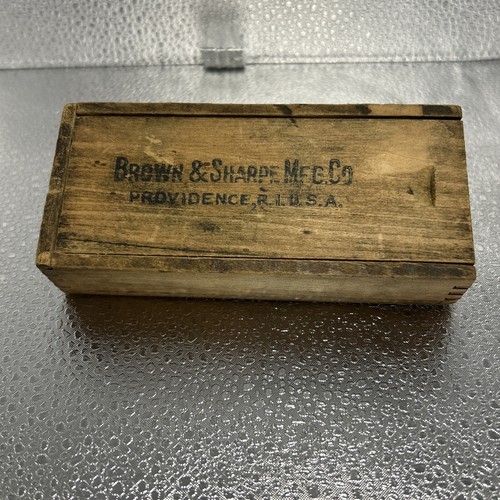 BROWN & SHARPE MFG. CO
PROVIDENCE, R.I. U.S.A.